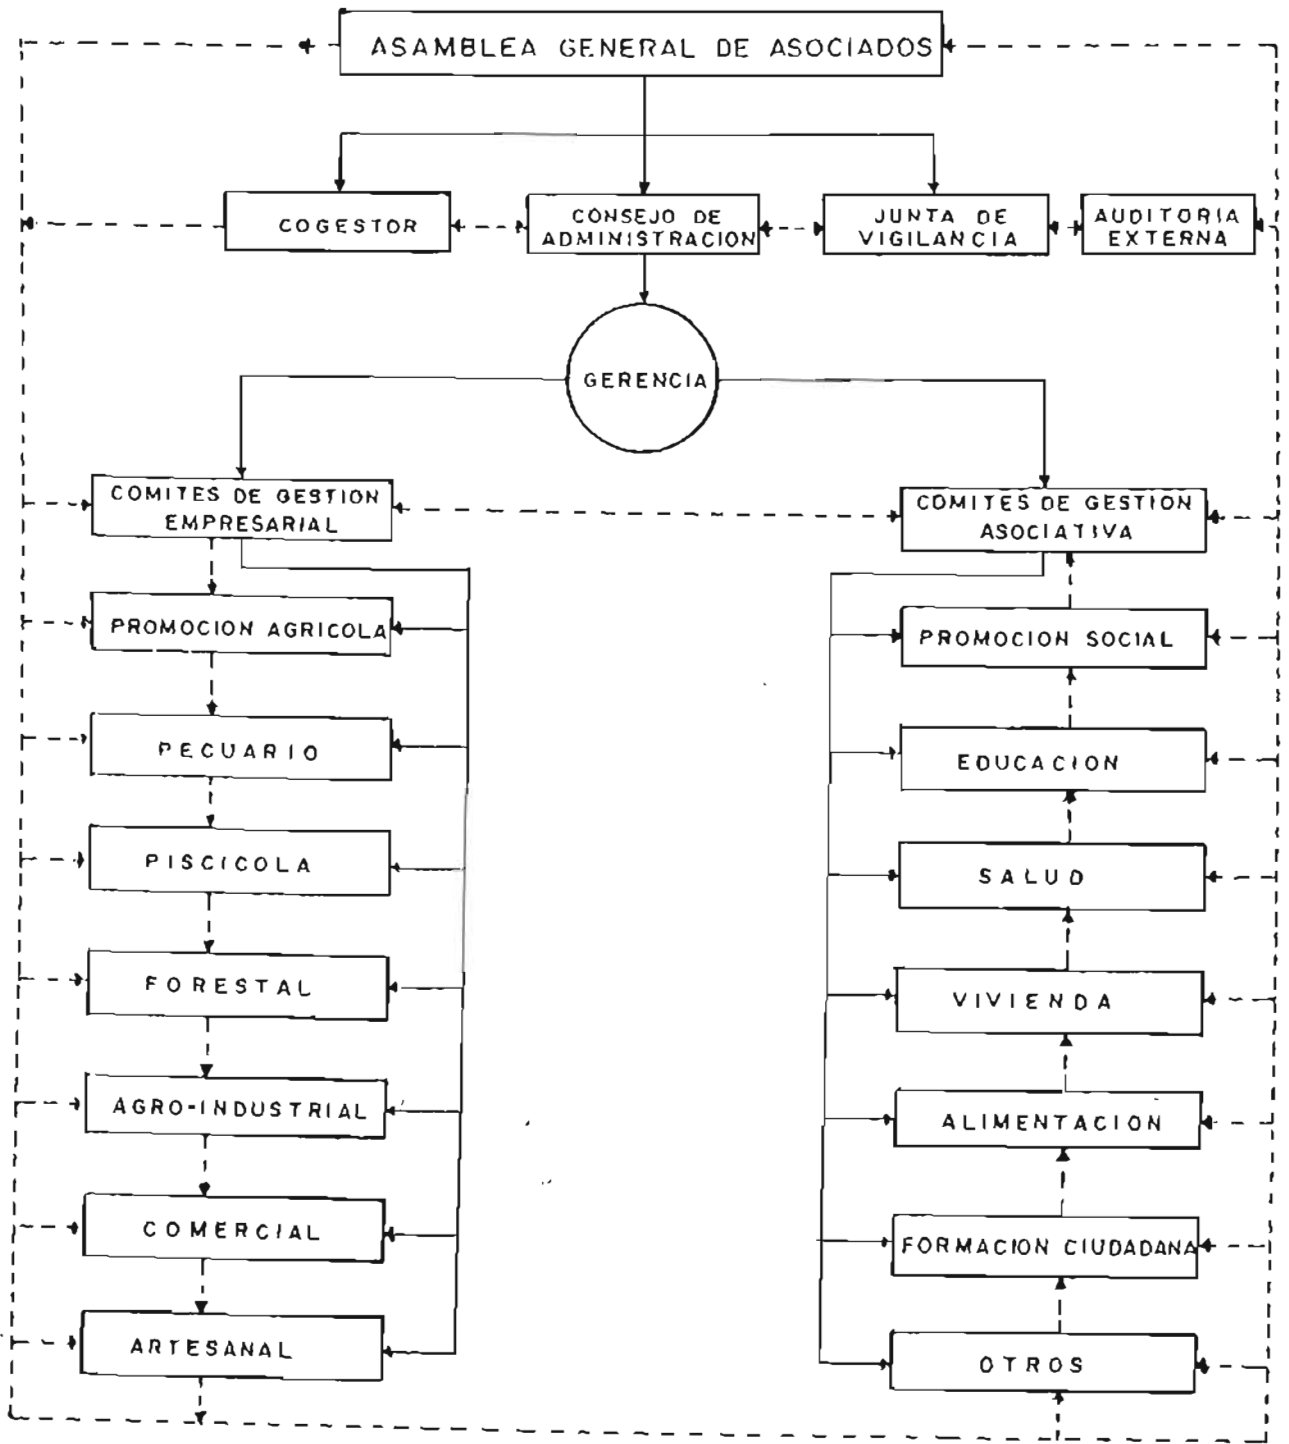 ASAMBLEA GENERAL DE ASOCIADOS
COGESTOR
CONSEJO DE
ADMINISTRACION
JUNTA DE
VIGILANCIA
AUDITORIA
EXTERNA
GERENCIA
COMITES DE GESTION
EMPRESARIAL
COMITES DE GESTION
ASOCIATIVA
PROMOCION AGRICOLA
PECUARIO
PISCICOLA
FORESTAL
AGRO-INDUSTRIAL
COMERCIAL
ARTESANAL
PROMOCION SOCIAL
EDUCACION
SALUD
VIVIENDA
ALIMENTACION
FORMACION CIUDADANA
OTROS